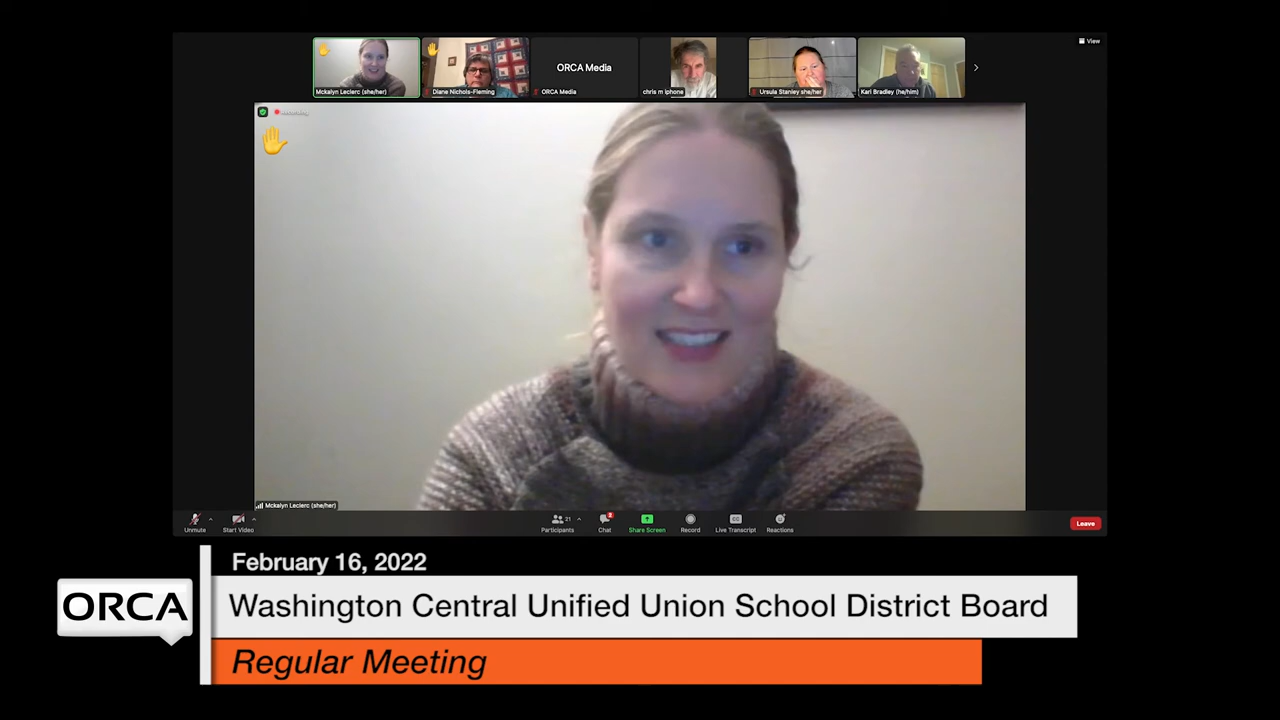 View
Mckalyn Leclerc (she/her)
Diane Nichols-Fleming
ORCA Media
ORCA Media
chris m iphone
Ursula Stanley she/her
Karl Bradley (he/him)
Mckalyn Leclerc (she/her)
Unmute
Start Video
21
Participants
Chat
Share Screen
Record
CC
Live Transcript
Reactions
Leave
February 16, 2022
ORCA
Washington Central Unified Union School District Board
Regular Meeting